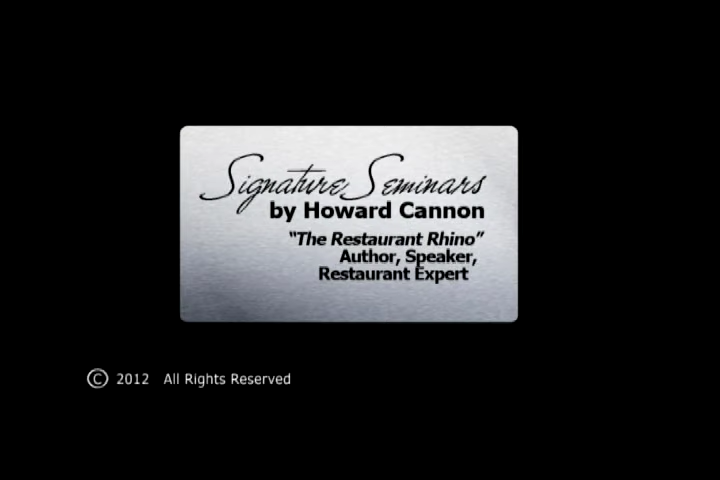 Signature Seminars
by Howard Cannon
“The Restaurant Rhino”
Author, Speaker,
Restaurant Expert
© 2012 All Rights Reserved